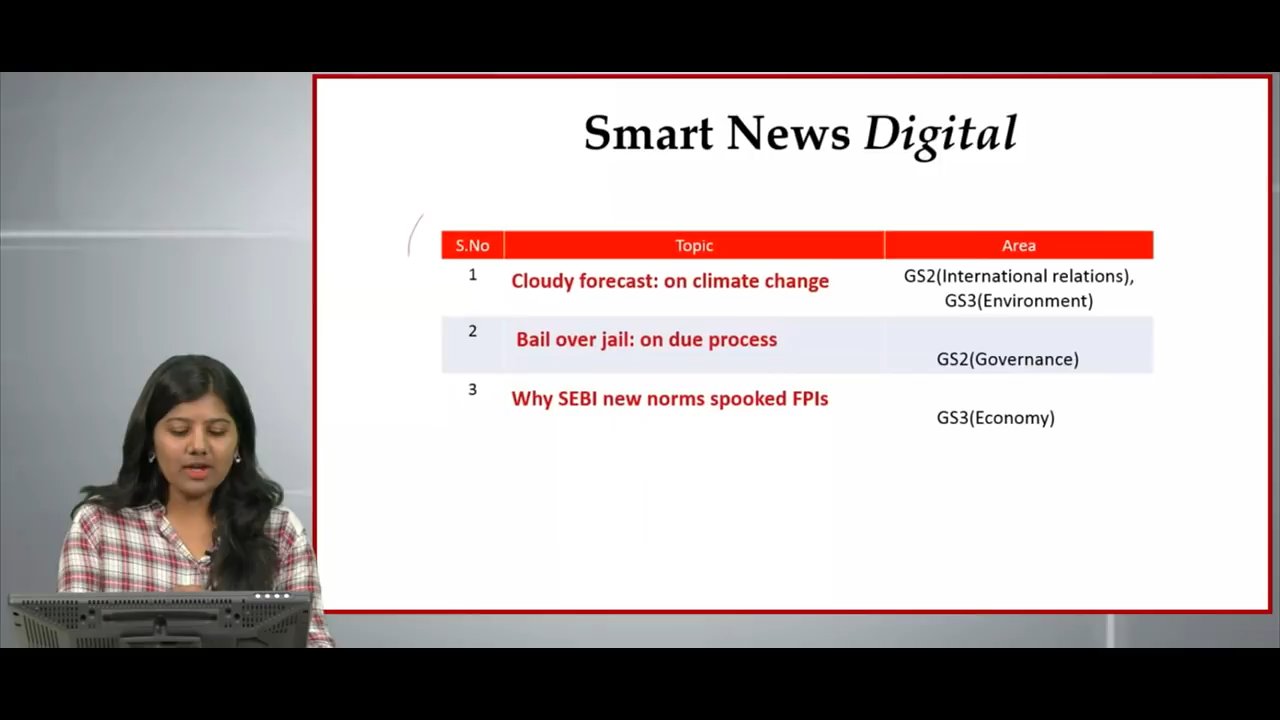 Smart News Digital
S.No Topic Area
1 Cloudy forecast: on climate change GS2(International relations),
GS3(Environment)
2 Bail over jail: on due process GS2(Governance)
3 Why SEBI new norms spooked FPIs GS3(Economy)